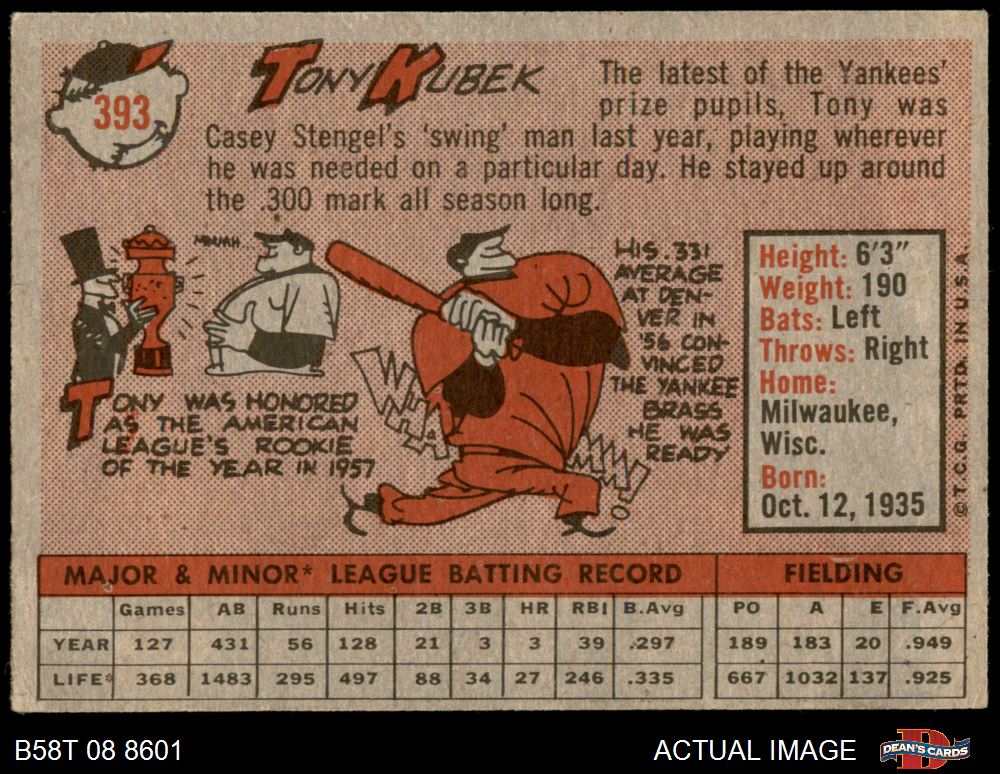 393
TONY KUBEK
The latest of the Yankees'
prize pupils, Tony was
Casey Stengel's 'swing' man last year, playing wherever
he was needed on a particular day. He stayed up around
the .300 mark all season long.
TONY WAS HONORED
AS THE AMERICAN
LEAGUE'S ROOKIE
OF THE YEAR IN 1957
HIS .331
AVERAGE
AT DEN-
VER IN
'56 CON-
VINCED
THE YANKEE
BRASS
HE WAS
READY
Height: 6'3"
Weight: 190
Bats: Left
Throws: Right
Home:
Milwaukee,
Wisc.
Born:
Oct. 12, 1935
©T.C.G. PRTD. IN U.S.A.
MAJOR & MINOR* LEAGUE BATTING RECORD FIELDING
Games AB Runs Hits 2B 3B HR RBI B.Avg PO A E F.Avg
YEAR 127 431 56 128 21 3 3 39 .297 189 183 20 .949
LIFE* 368 1483 295 497 88 34 27 246 .335 667 1032 137 .925
B58T 08 8601 ACTUAL IMAGE DEAN'S CARDS